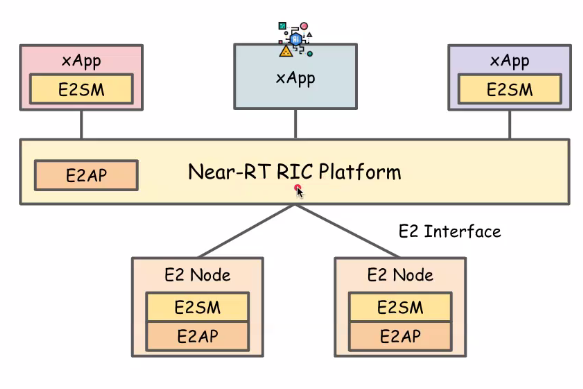 xApp
E2SM
xApp
xApp
E2SM
E2AP
Near-RT RIC Platform
E2 Interface
E2 Node
E2SM
E2AP
E2 Node
E2SM
E2AP